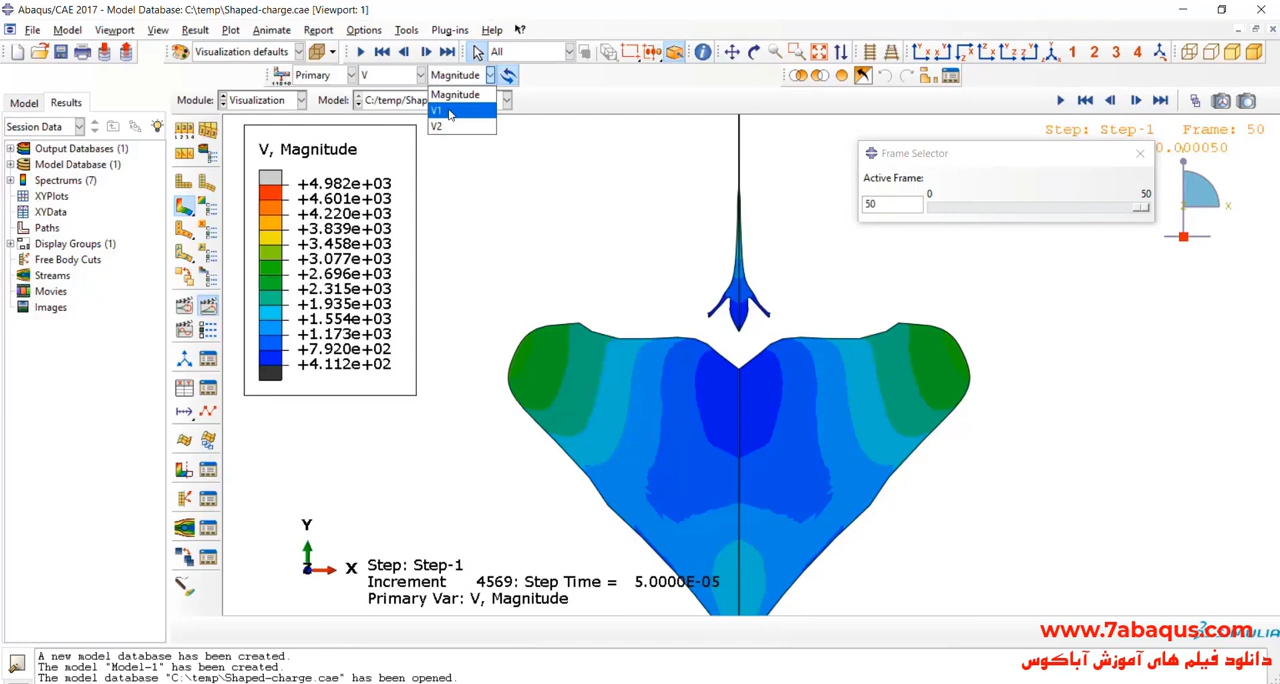 Abaqus/CAE 2017 - Model Database: C:\temp\Shaped-charge.cae [Viewport: 1]
File Model Viewport View Result Plot Animate Report Options Tools Plug-ins Help
Visualization defaults All 1 2 3 4
Primary V Magnitude
Magnitude
V1
V2
Model Results
Module: Visualization Model: C:/temp/Shap
Session Data
Output Databases (1)
Model Database (1)
Spectrums (7)
XYPlots
XYData
Paths
Display Groups (1)
Free Body Cuts
Streams
Movies
Images
V, Magnitude
+4.982e+03
+4.601e+03
+4.220e+03
+3.839e+03
+3.458e+03
+3.077e+03
+2.696e+03
+2.315e+03
+1.935e+03
+1.554e+03
+1.173e+03
+7.920e+02
+4.112e+02
Step: Step-1 Frame: 50
0.000050
Frame Selector
Active Frame:
0 50
50
X
Y
X
Step: Step-1
Increment 4569: Step Time = 5.0000E-05
Primary Var: V, Magnitude
www.7abaqus.com
دانلود فیلم های آموزش آباکوس
A new model database has been created.
The model "Model-1" has been created.
The model database "C:\temp\Shaped-charge.cae" has been opened.